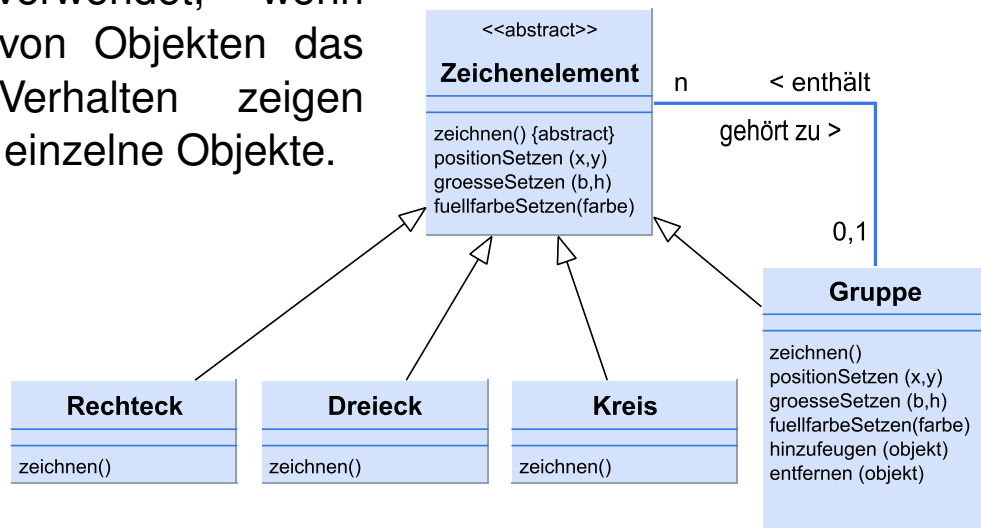 verwendet, wenn
von Objekten das
Verhalten zeigen
einzelne Objekte.
<<abstract>>
Zeichenelement
zeichnen() {abstract}
positionSetzen (x,y)
groesseSetzen (b,h)
fuellfarbeSetzen(farbe)
n < enthält
gehört zu >
0,1
Gruppe
zeichnen()
positionSetzen (x,y)
groesseSetzen (b,h)
fuellfarbeSetzen(farbe)
hinzufeugen (objekt)
entfernen (objekt)
Rechteck
zeichnen()
Dreieck
zeichnen()
Kreis
zeichnen()